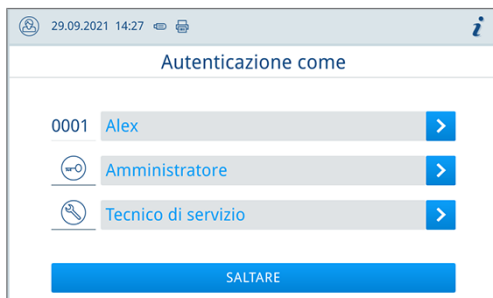 29.09.2021 14:27
i
Autenticazione come
0001 Alex
Amministratore
Tecnico di servizio
SALTARE